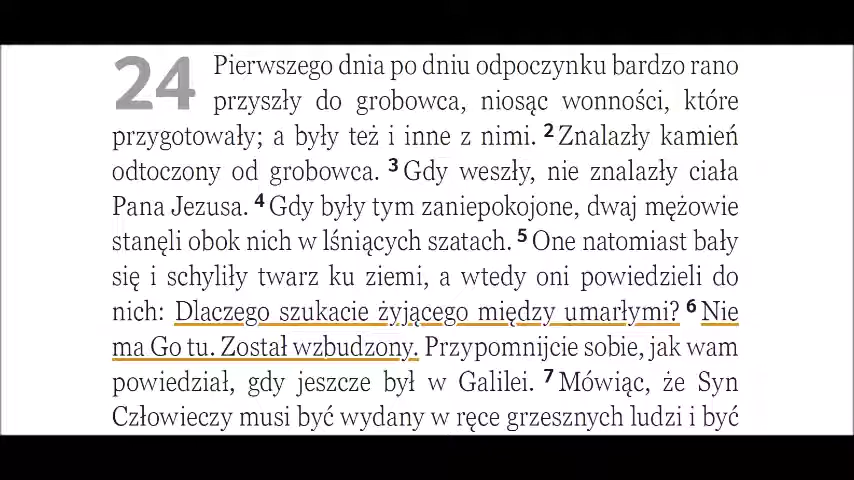 24 Pierwszego dnia po dniu odpoczynku bardzo rano
przyszły do grobowca, niosąc wonności, które
przygotowały; a były też i inne z nimi. 2 Znalazły kamień
odtoczony od grobowca. 3 Gdy weszły, nie znalazły ciała
Pana Jezusa. 4 Gdy były tym zaniepokojone, dwaj mężowie
stanęli obok nich w lśniących szatach. 5 One natomiast bały
się i schyliły twarz ku ziemi, a wtedy oni powiedzieli do
nich: Dlaczego szukacie żyjącego między umarłymi? 6 Nie
ma Go tu. Został wzbudzony. Przypomnijcie sobie, jak wam
powiedział, gdy jeszcze był w Galilei. 7 Mówiąc, że Syn
Człowieczy musi być wydany w ręce grzesznych ludzi i być